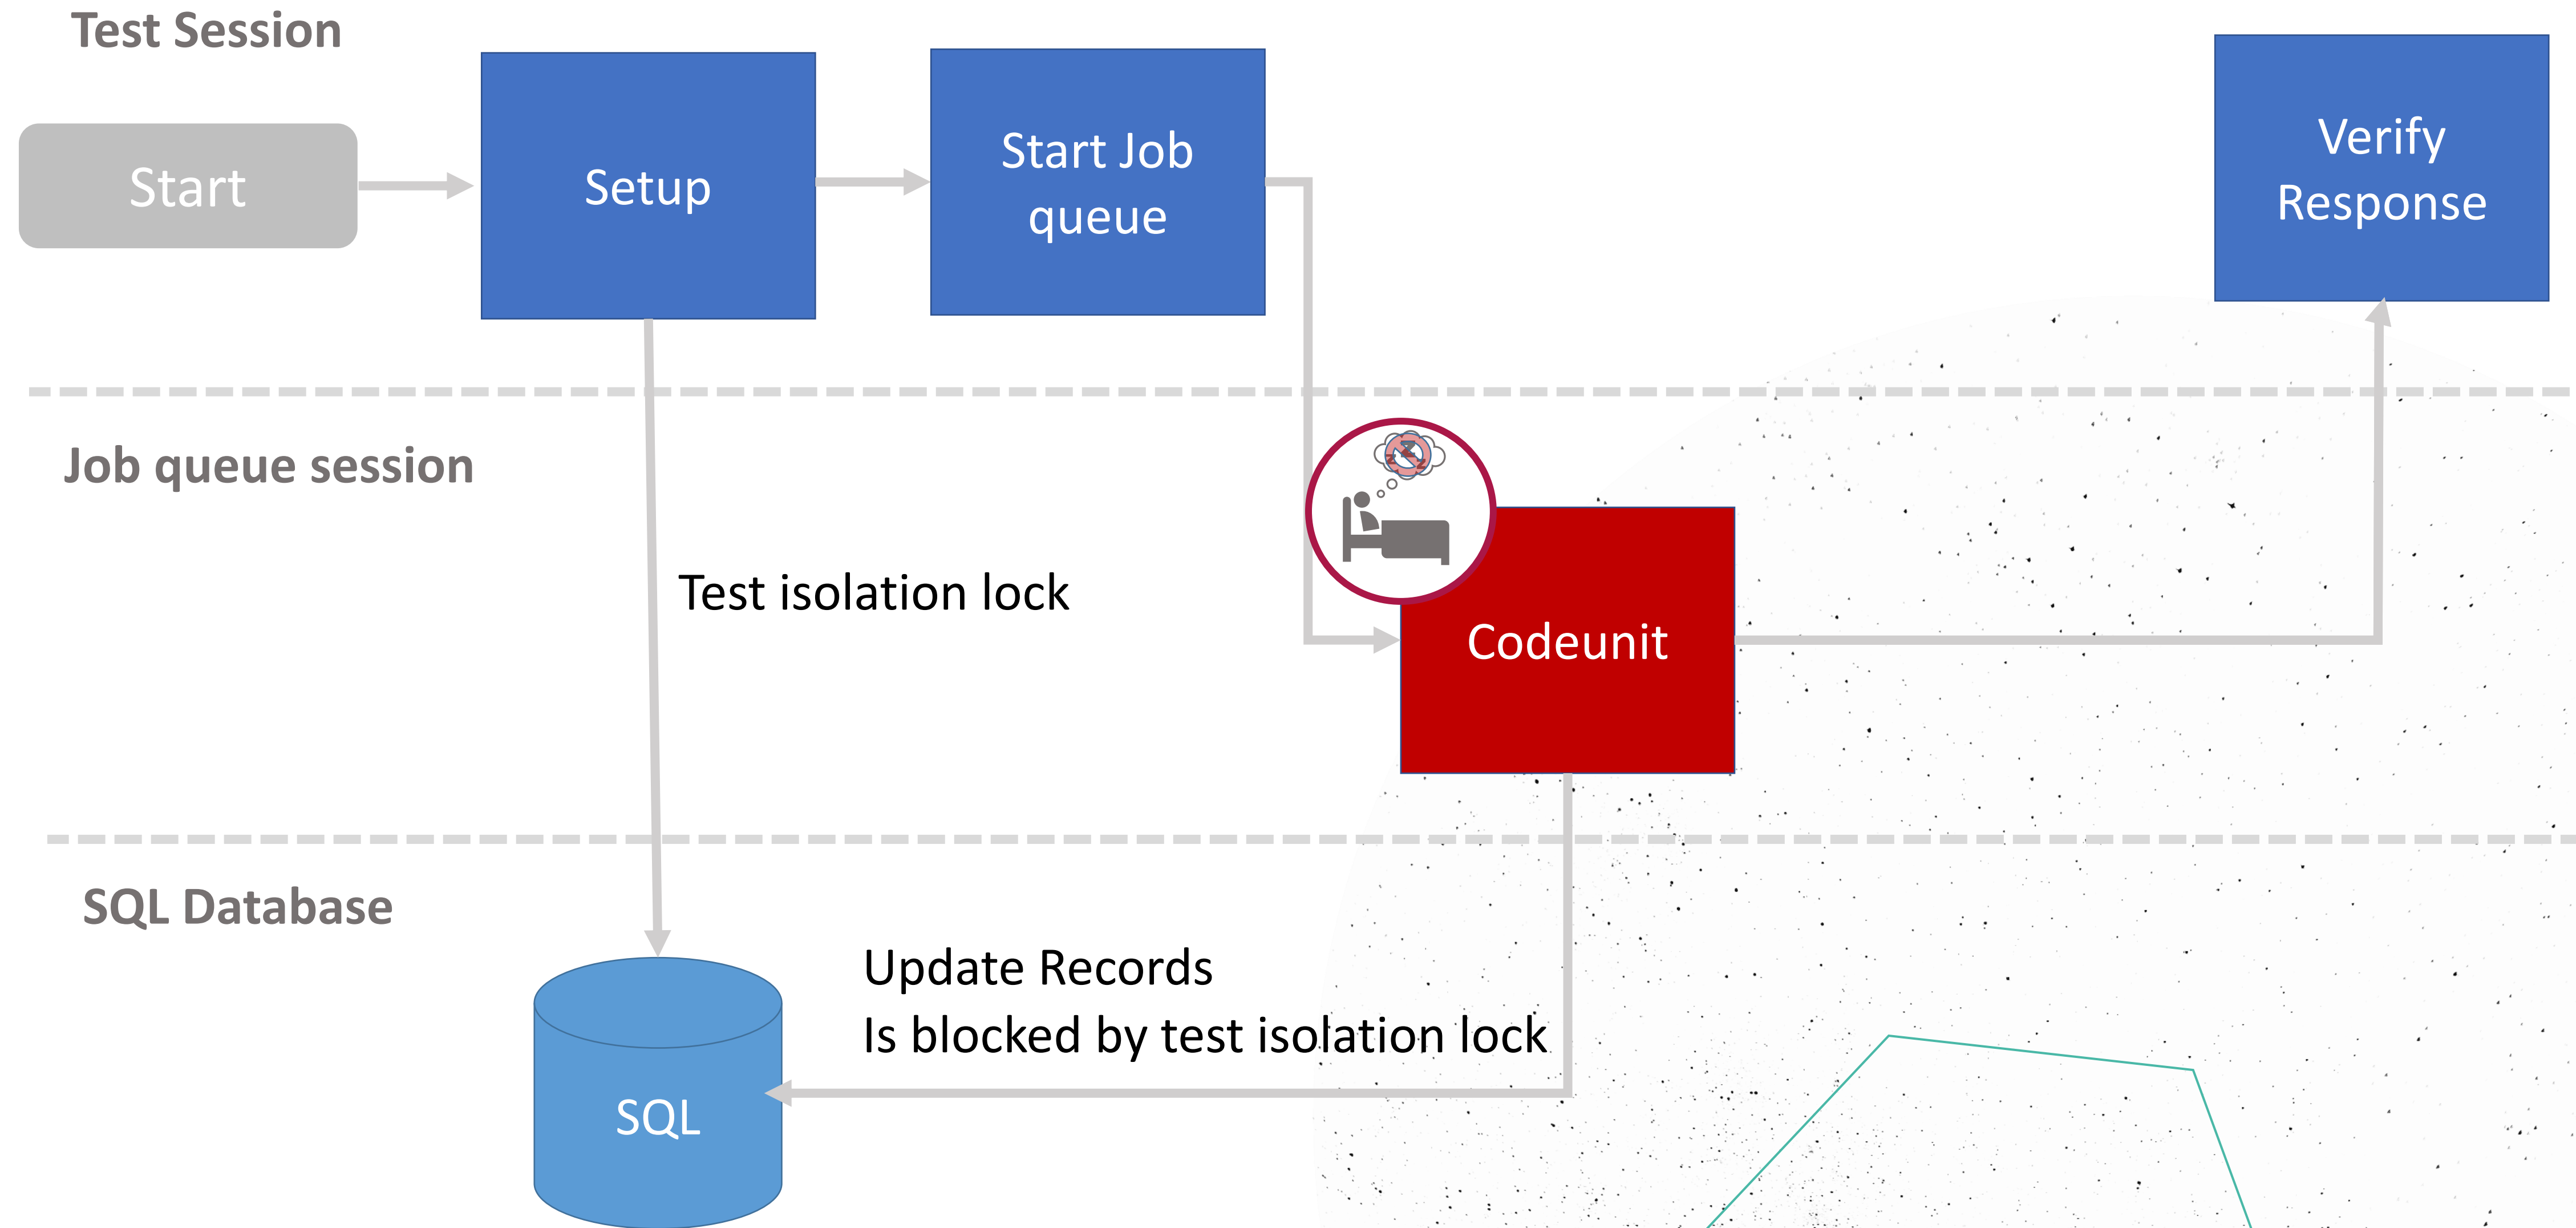 Test Session
Start
Setup
Start Job
queue
Verify
Response
Job queue session
z z z
Test isolation lock
Codeunit
SQL Database
Update Records
Is blocked by test isolation lock
SQL